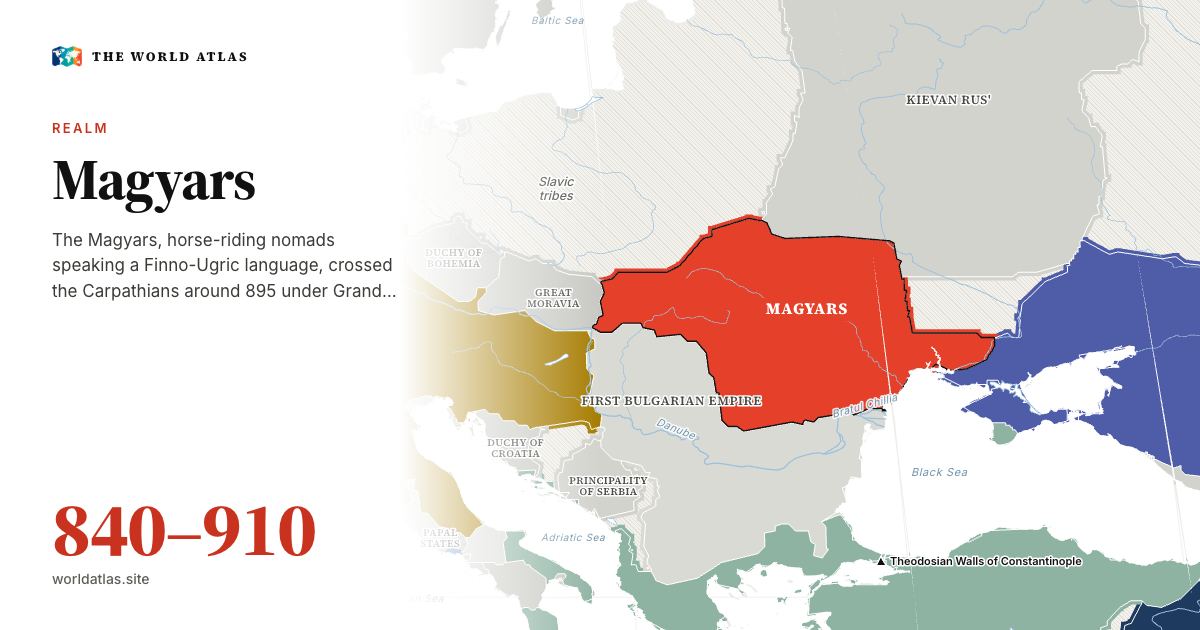 THE WORLD ATLAS
REALM
Magyars
The Magyars, horse-riding nomads
speaking a Finno-Ugric language, crossed
the Carpathians around 895 under Grand...
840–910
worldatlas.site
Baltic Sea
KIEVAN RUS'
Slavic
tribes
DUCHY OF
BOHEMIA
GREAT
MORAVIA
MAGYARS
FIRST BULGARIAN EMPIRE
Bratul Chillia
Danube
DUCHY OF
CROATIA
PRINCIPALITY
OF SERBIA
Black Sea
PAPAL
STATES
Adriatic Sea
Theodosian Walls of Constantinople
Sea